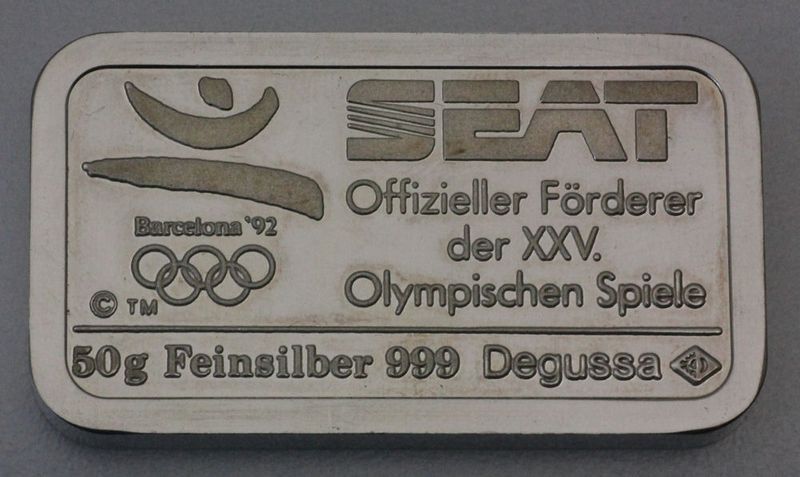 SEAT
Offizieller Förderer
der XXV.
Olympischen Spiele
Barcelona '92
© TM
50g Feinsilber 999 Degussa